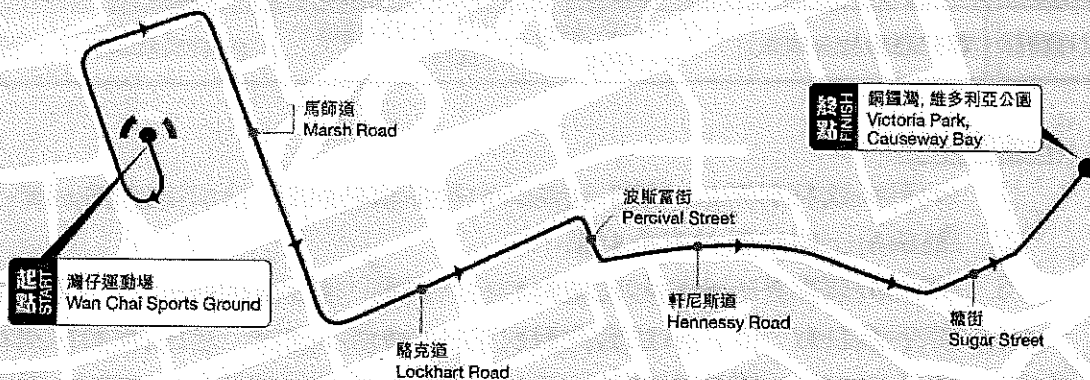 馬師道
Marsh Road
終點
FINISH
銅鑼灣, 維多利亞公園
Victoria Park,
Causeway Bay
波斯富街
Percival Street
起點
START
灣仔運動場
Wan Chai Sports Ground
軒尼斯道
Hennessy Road
糖街
Sugar Street
駱克道
Lockhart Road